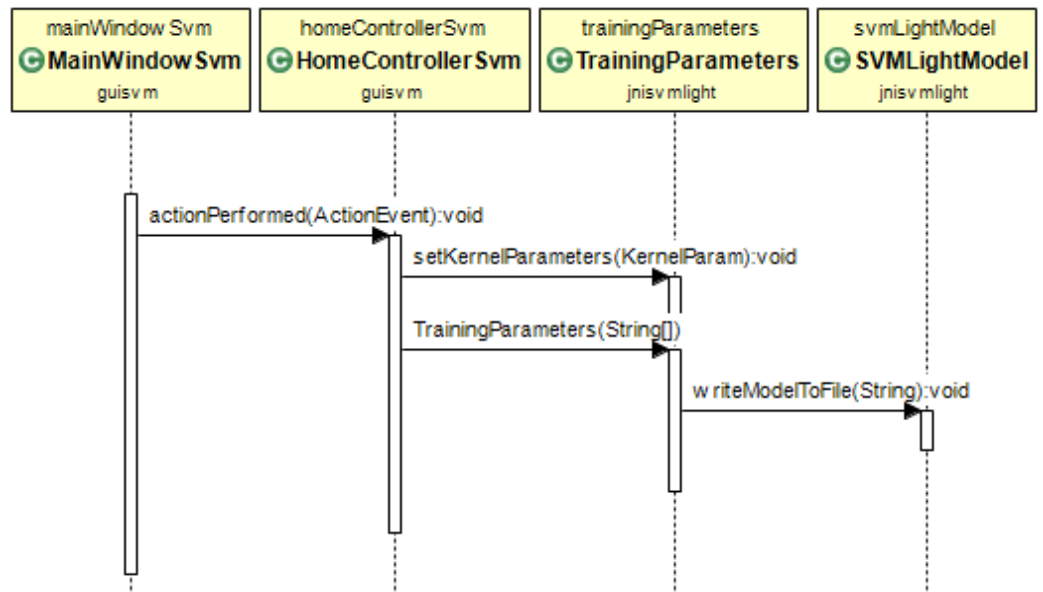 mainWindowSvm
C MainWindowSvm
guisvm
homeControllerSvm
C HomeControllerSvm
guisvm
trainingParameters
C TrainingParameters
jnisvmlight
svmLightModel
C SVMLightModel
jnisvmlight
actionPerformed(ActionEvent):void
setKernelParameters(KernelParam):void
TrainingParameters(String[])
writeModelToFile(String):void